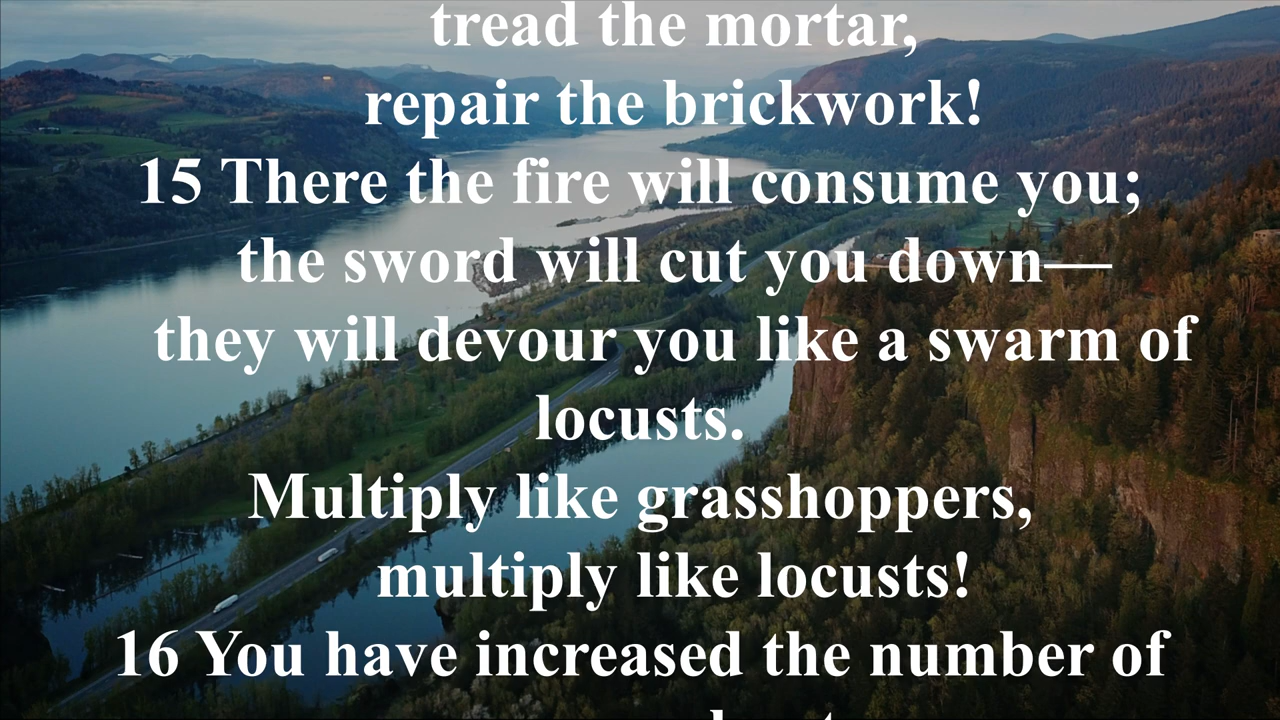 tread the mortar,
repair the brickwork!
15 There the fire will consume you;
the sword will cut you down—
they will devour you like a swarm of
locusts.
Multiply like grasshoppers,
multiply like locusts!
16 You have increased the number of